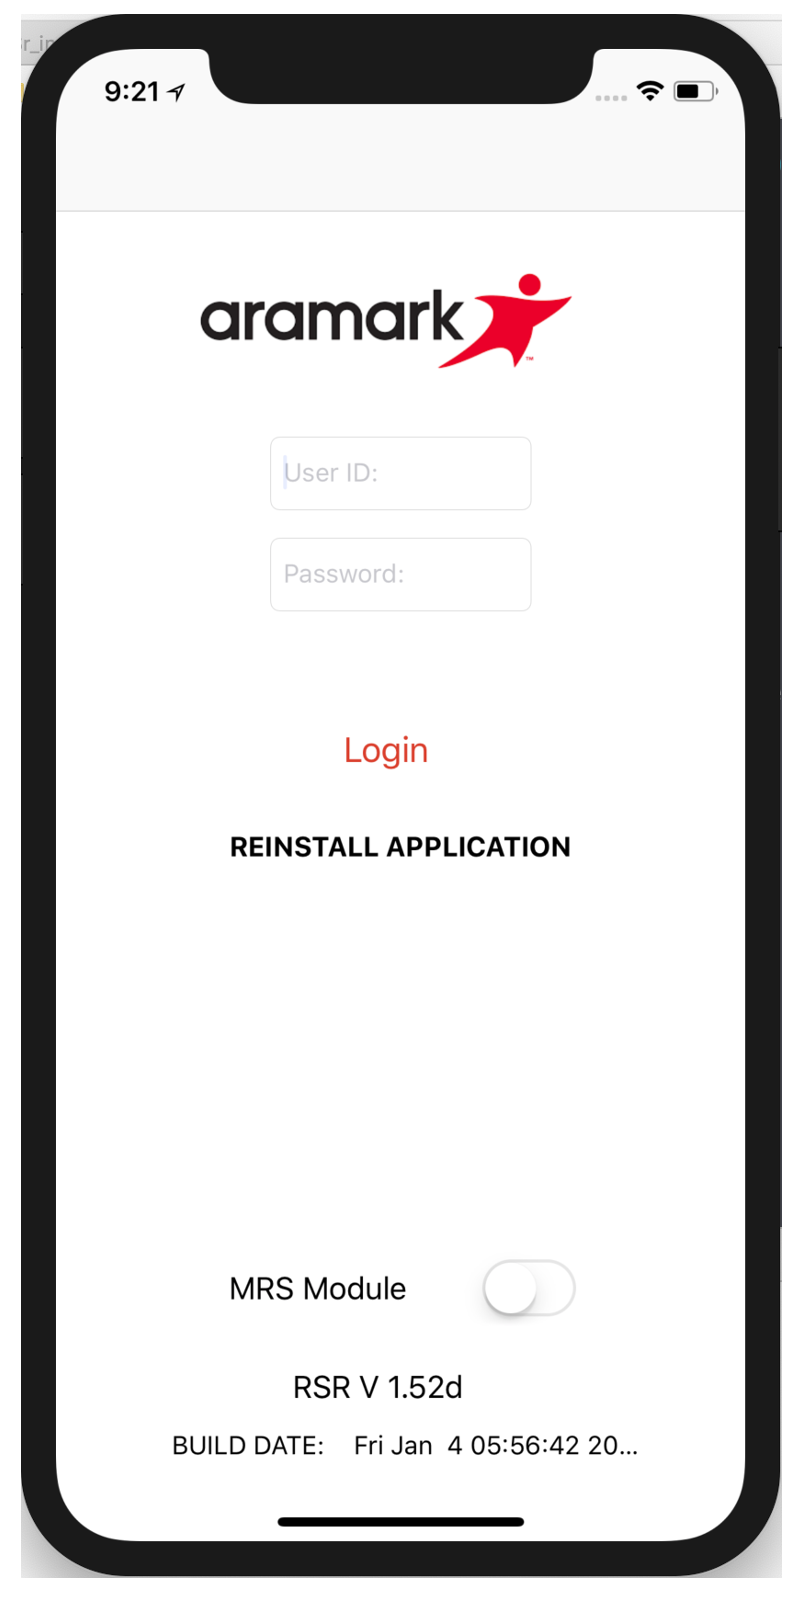 9:21
aramark
TM
User ID:
Password:
Login
REINSTALL APPLICATION
MRS Module
RSR V 1.52d
BUILD DATE: Fri Jan  4 05:56:42 20...